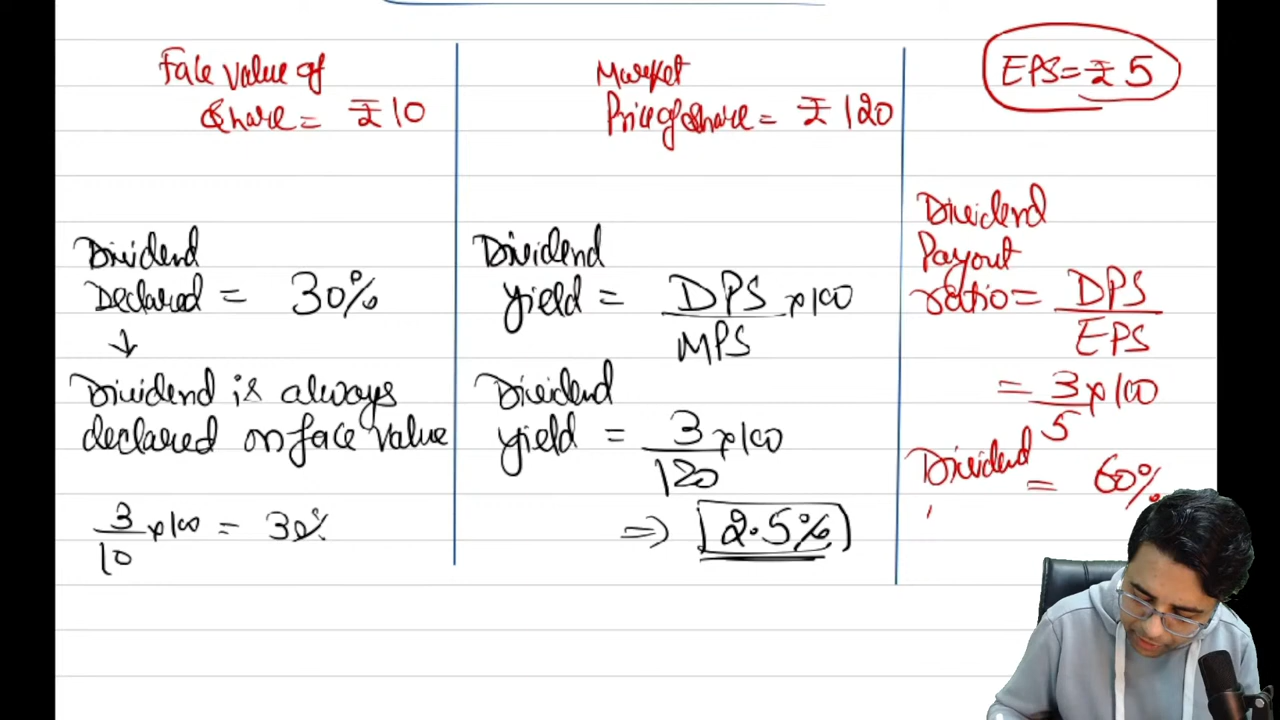 Face Value of
Share = ₹10
Dividend
Declared = 30%
↓
Dividend is always
declared on face Value
3/10 × 100 = 30%
Market
Price of Share = ₹ 120
Dividend
yield = DPS/MPS × 100
Dividend
yield = 3/120 × 100
⇒ 2.5%
EPS = ₹ 5
Dividend
Payout
ratio = DPS/EPS
= 3/5 × 100
Dividend = 60%